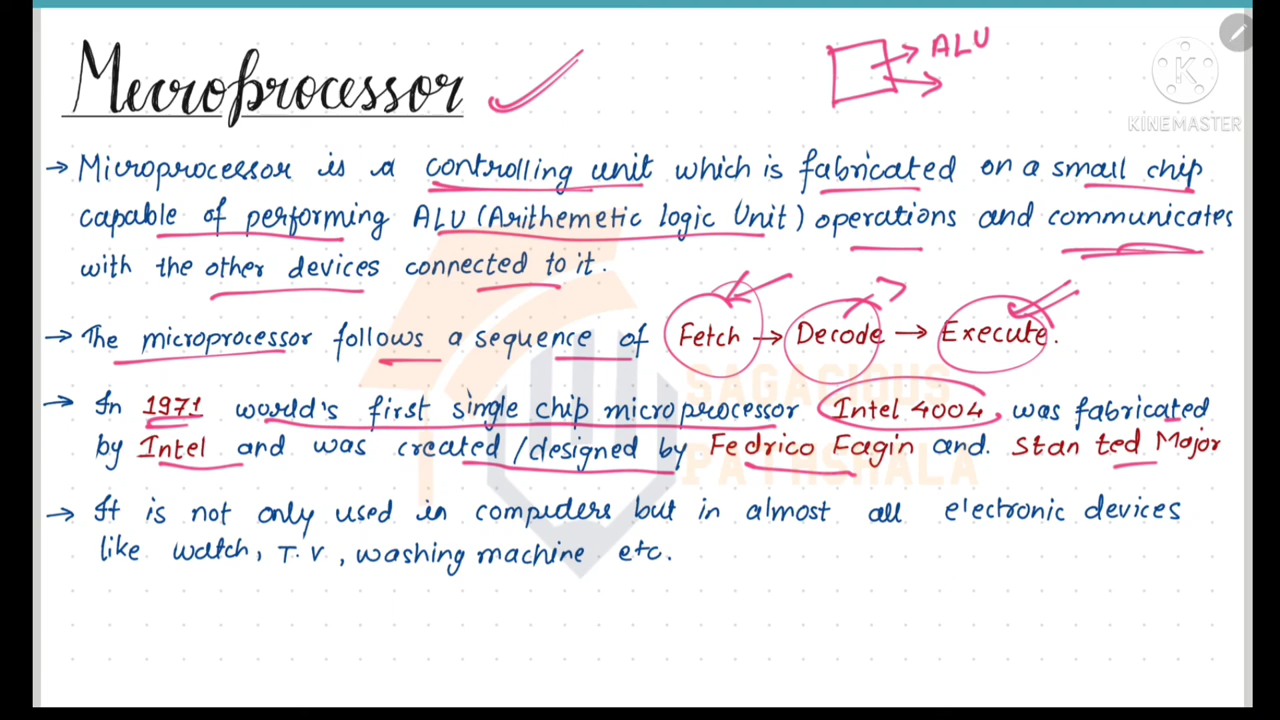 Mecroprocessor
ALU
KINEMASTER
→ Microprocessor is a controlling unit which is fabricated on a small chip
capable of performing ALU (Arithemetic logic Unit) operations and communicates
with the other devices connected to it.
→ The microprocessor follows a sequence of Fetch → Decode → Execute.
→ In 1971 world's first single chip microprocessor Intel 4004, was fabricated
by Intel and was created/designed by Fedrico Fagin and. Stan ted Major
→ It is not only used in computers but in almost all electronic devices
like watch, T.V, washing machine etc.
SAGACIOUS
PATHSHALA